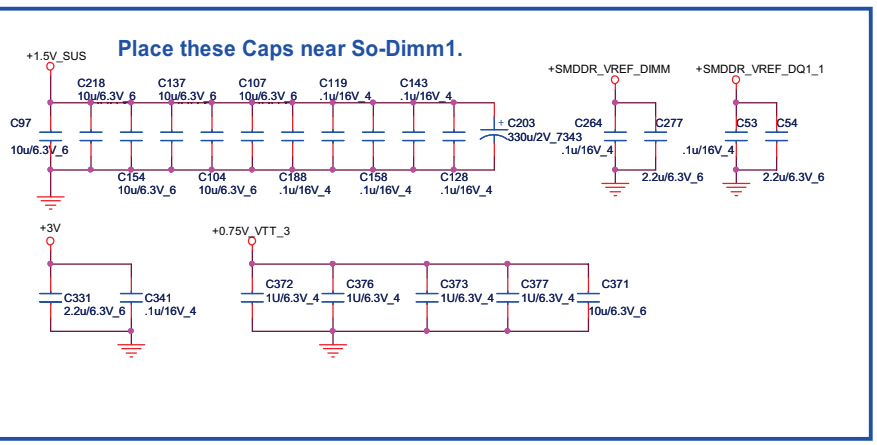 Place these Caps near So-Dimm1.
+1.5V_SUS
+SMDDR_VREF_DIMM
+SMDDR_VREF_DQ1_1
C218
10u/6.3V_6
C137
10u/6.3V_6
C107
10u/6.3V_6
C119
.1u/16V_4
C143
.1u/16V_4
C97
10u/6.3V_6
+
C203
330u/2V_7343
C264
.1u/16V_4
C277
2.2u/6.3V_6
C53
.1u/16V_4
C54
2.2u/6.3V_6
C154
10u/6.3V_6
C104
10u/6.3V_6
C188
.1u/16V_4
C158
.1u/16V_4
C128
.1u/16V_4
+3V
+0.75V_VTT_3
C331
2.2u/6.3V_6
C341
.1u/16V_4
C372
1U/6.3V_4
C376
1U/6.3V_4
C373
1U/6.3V_4
C377
1U/6.3V_4
C371
10u/6.3V_6